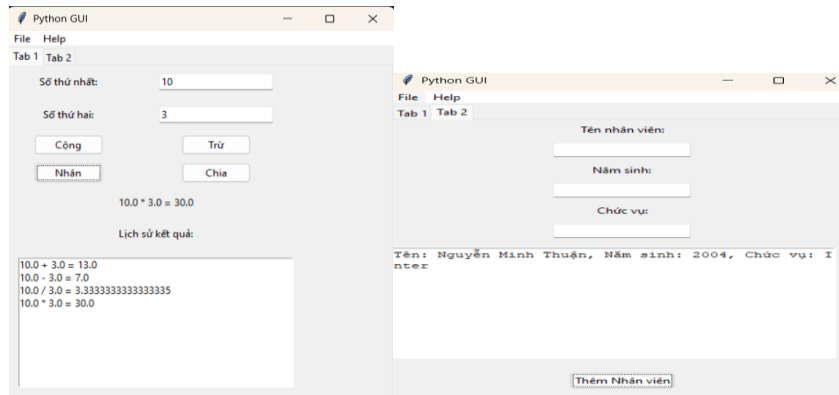 Python GUI
File Help
Tab 1 Tab 2
Số thứ nhất: 10
Số thứ hai: 3
Cộng Trừ
Nhân Chia
10.0 * 3.0 = 30.0
Lịch sử kết quả:
10.0 + 3.0 = 13.0
10.0 - 3.0 = 7.0
10.0 / 3.0 = 3.3333333333333335
10.0 * 3.0 = 30.0
Python GUI
File Help
Tab 1 Tab 2
Tên nhân viên:
Năm sinh:
Chức vụ:
Tên: Nguyễn Minh Thuận, Năm sinh: 2004, Chức vụ: I
nter
Thêm Nhân viên